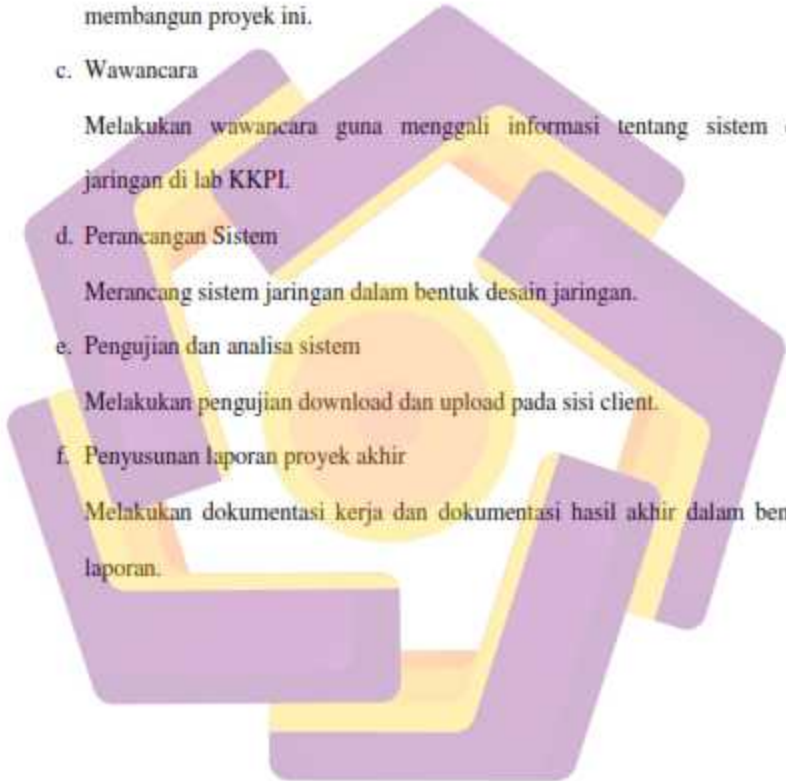 membangun proyek ini.
c. Wawancara
Melakukan wawancara guna menggali informasi tentang sistem
jaringan di lab KKPI.
d. Perancangan Sistem
Merancang sistem jaringan dalam bentuk desain jaringan.
e. Pengujian dan analisa sistem
Melakukan pengujian download dan upload pada sisi client.
f. Penyusunan laporan proyek akhir
Melakukan dokumentasi kerja dan dokumentasi hasil akhir dalam ben
laporan.